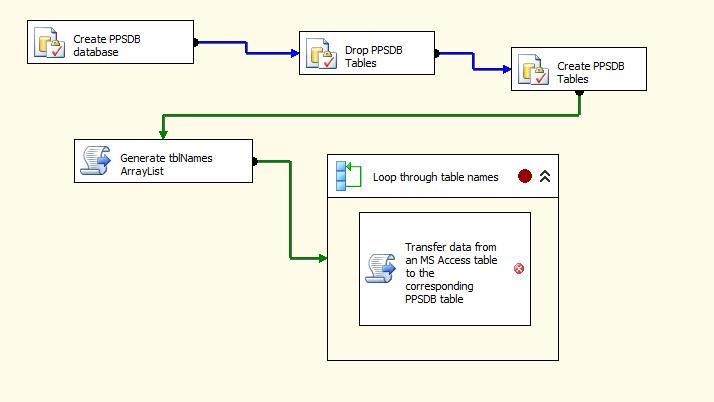 Create PPSDB
database
Drop PPSDB
Tables
Create PPSDB
Tables
Generate tblNames
ArrayList
Loop through table names
Transfer data from
an MS Access table
to the
corresponding
PPSDB table